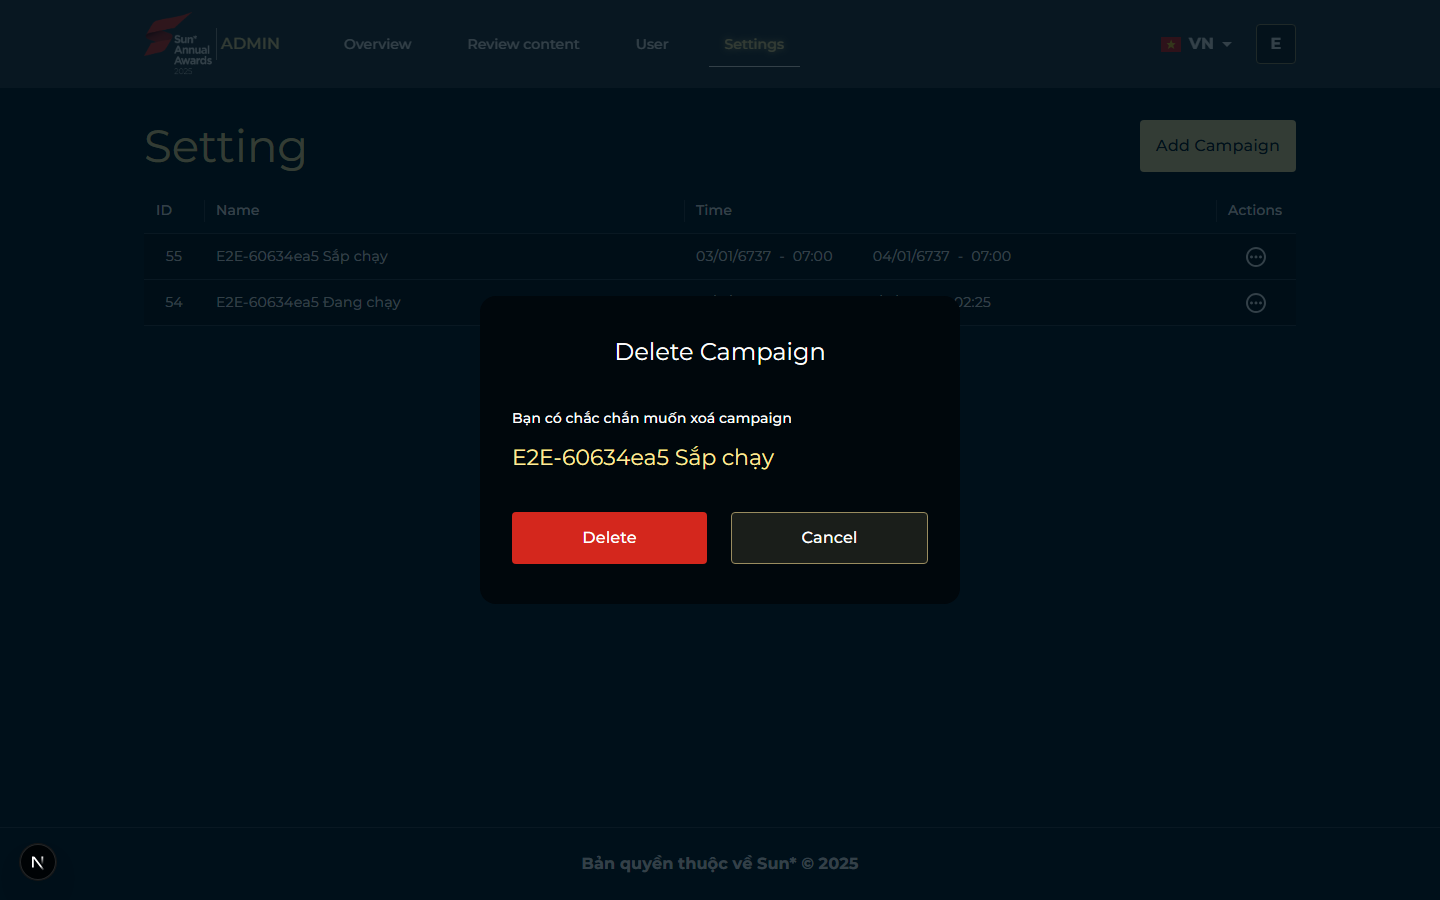 Sun*
Annual
Awards
2025
ADMIN
Overview
Review content
User
Settings
VN
E
Setting
Add Campaign
ID Name Time Actions
55 E2E-60634ea5 Sắp chạy 03/01/6737 - 07:00 04/01/6737 - 07:00
54 E2E-60634ea5 Đang chạy 02:25
Delete Campaign
Bạn có chắc chắn muốn xoá campaign
E2E-60634ea5 Sắp chạy
Delete Cancel
N
Bản quyền thuộc về Sun* © 2025